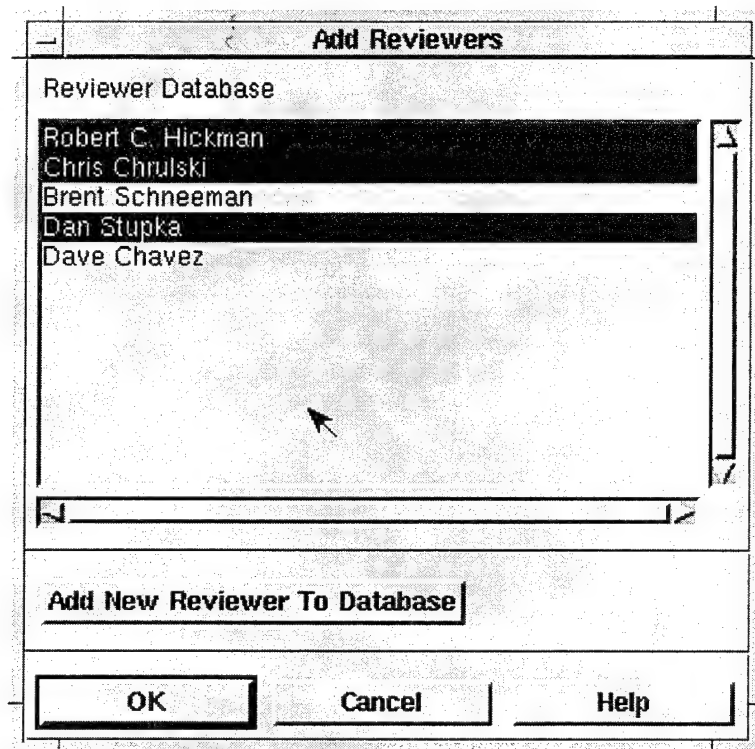 Add Reviewers
Reviewer Database
Robert C. Hickman
Chris Chrulski
Brent Schneeman
Dan Stupka
Dave Chavez
Add New Reviewer To Database
OK Cancel Help